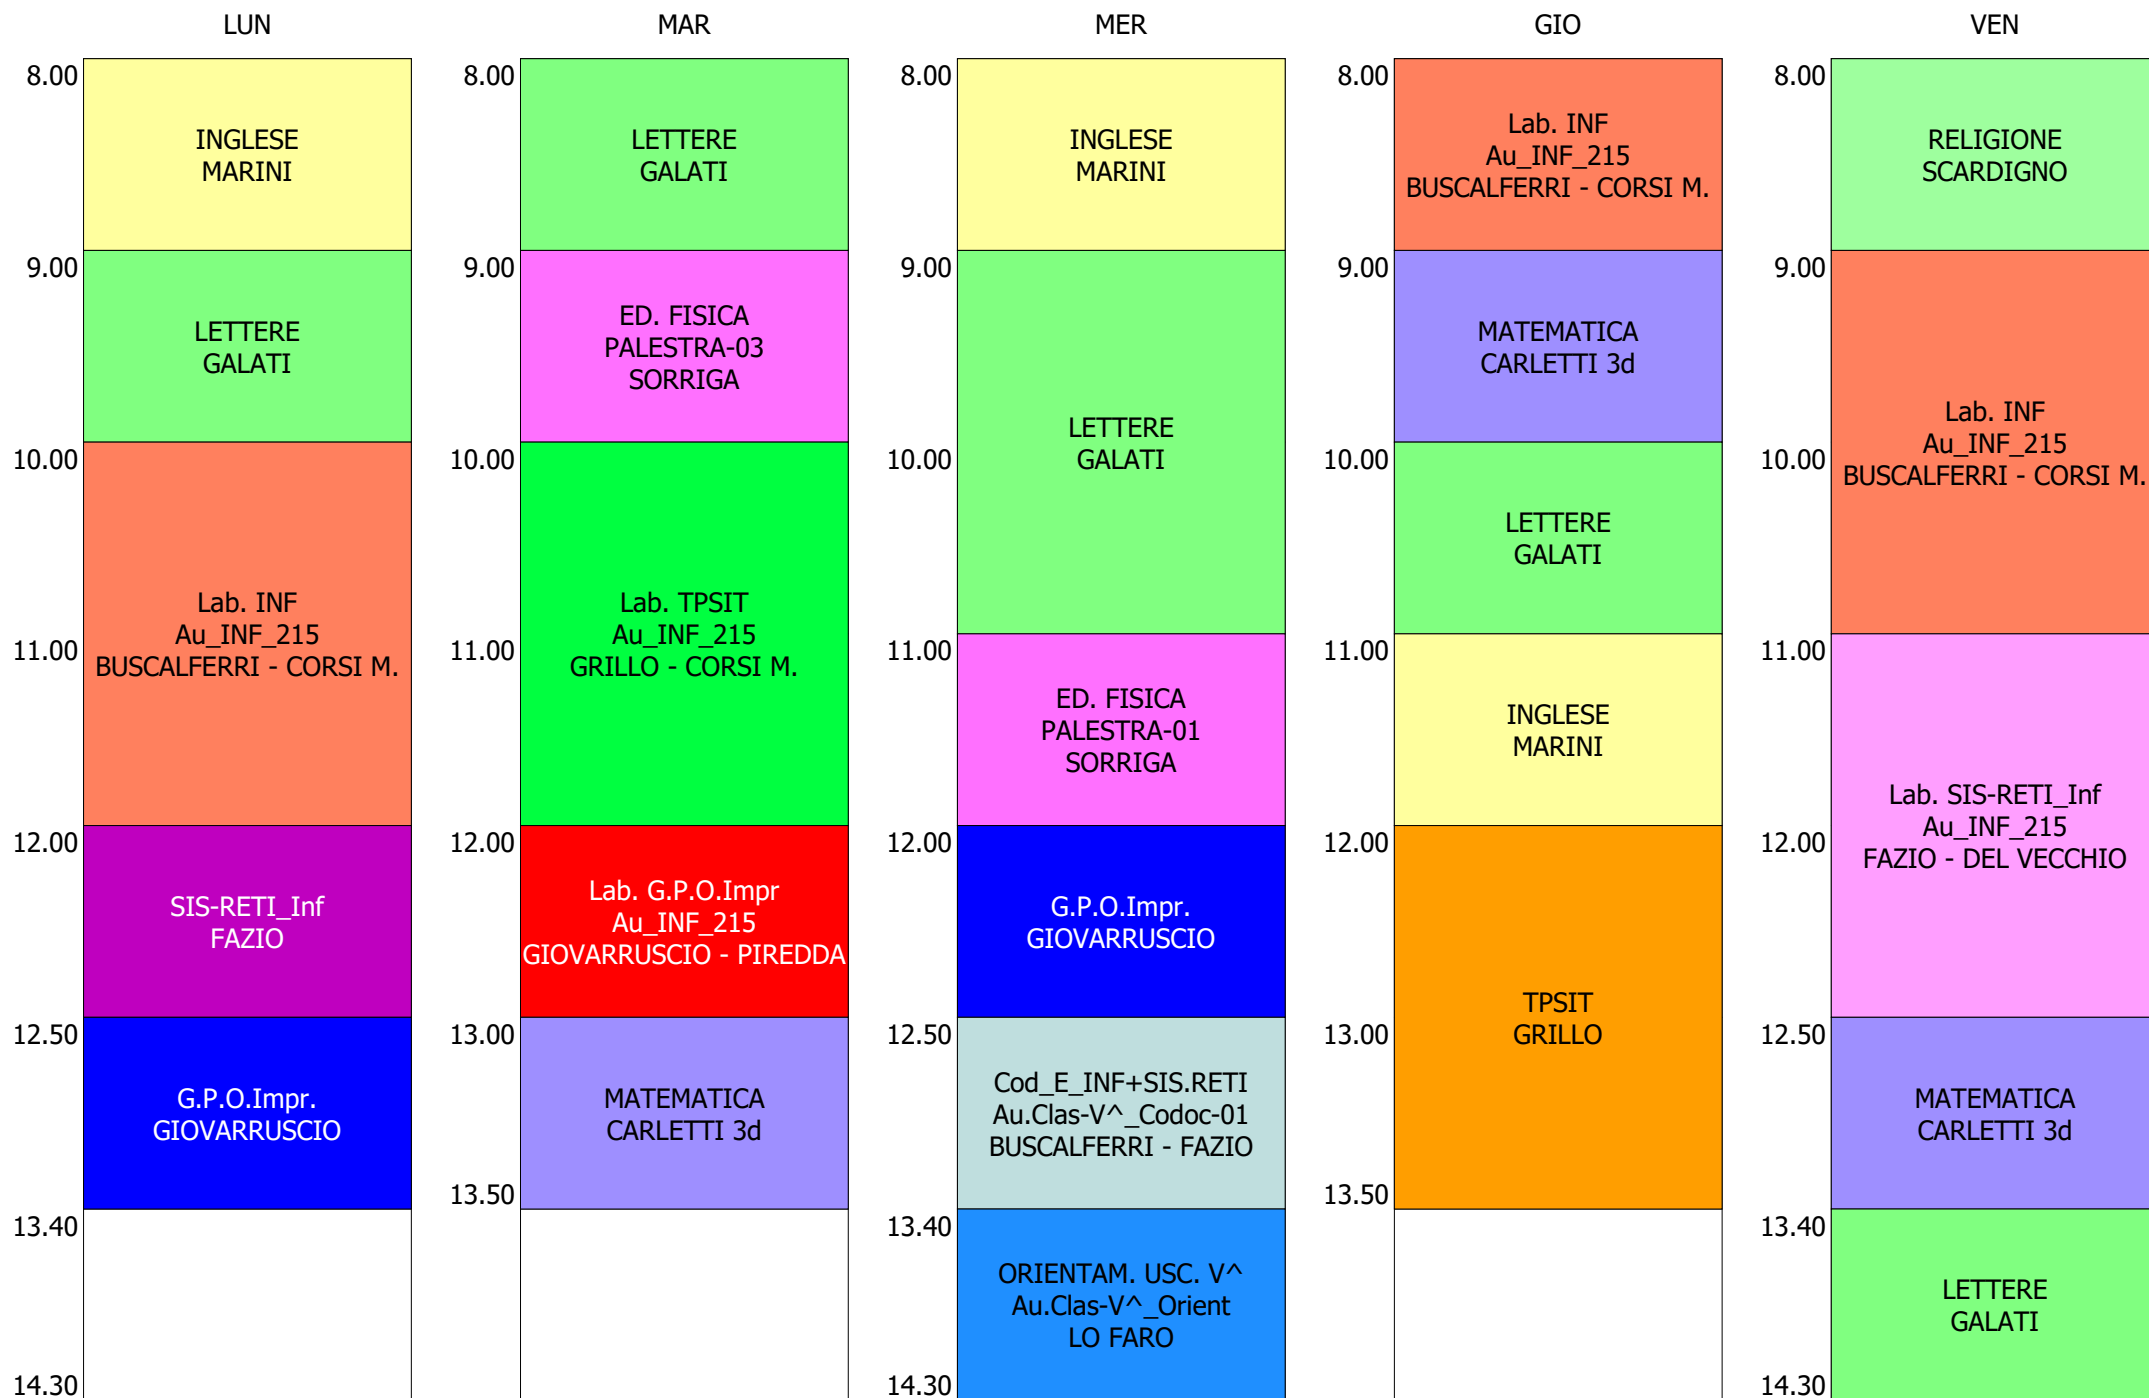 LUN
8.00
INGLESE
MARINI
9.00
LETTERE
GALATI
10.00
Lab. INF
Au_INF_215
BUSCALFERRI - CORSI M.
11.00
12.00
SIS-RETI_Inf
FAZIO
12.50
G.P.O.Impr.
GIOVARRUSCIO
13.40
14.30
MAR
8.00
LETTERE
GALATI
9.00
ED. FISICA
PALESTRA-03
SORRIGA
10.00
Lab. TPSIT
Au_INF_215
GRILLO - CORSI M.
11.00
12.00
Lab. G.P.O.Impr
Au_INF_215
GIOVARRUSCIO - PIREDDA
13.00
MATEMATICA
CARLETTI 3d
13.50
MER
8.00
INGLESE
MARINI
9.00
LETTERE
GALATI
10.00
11.00
ED. FISICA
PALESTRA-01
SORRIGA
12.00
G.P.O.Impr.
GIOVARRUSCIO
12.50
Cod_E_INF+SIS.RETI
Au.Clas-V^_Codoc-01
BUSCALFERRI - FAZIO
13.40
ORIENTAM. USC. V^
Au.Clas-V^_Orient
LO FARO
14.30
GIO
8.00
Lab. INF
Au_INF_215
BUSCALFERRI - CORSI M.
9.00
MATEMATICA
CARLETTI 3d
10.00
LETTERE
GALATI
11.00
INGLESE
MARINI
12.00
TPSIT
GRILLO
13.00
13.50
VEN
8.00
RELIGIONE
SCARDIGNO
9.00
Lab. INF
Au_INF_215
BUSCALFERRI - CORSI M.
10.00
11.00
Lab. SIS-RETI_Inf
Au_INF_215
FAZIO - DEL VECCHIO
12.00
12.50
MATEMATICA
CARLETTI 3d
13.40
LETTERE
GALATI
14.30